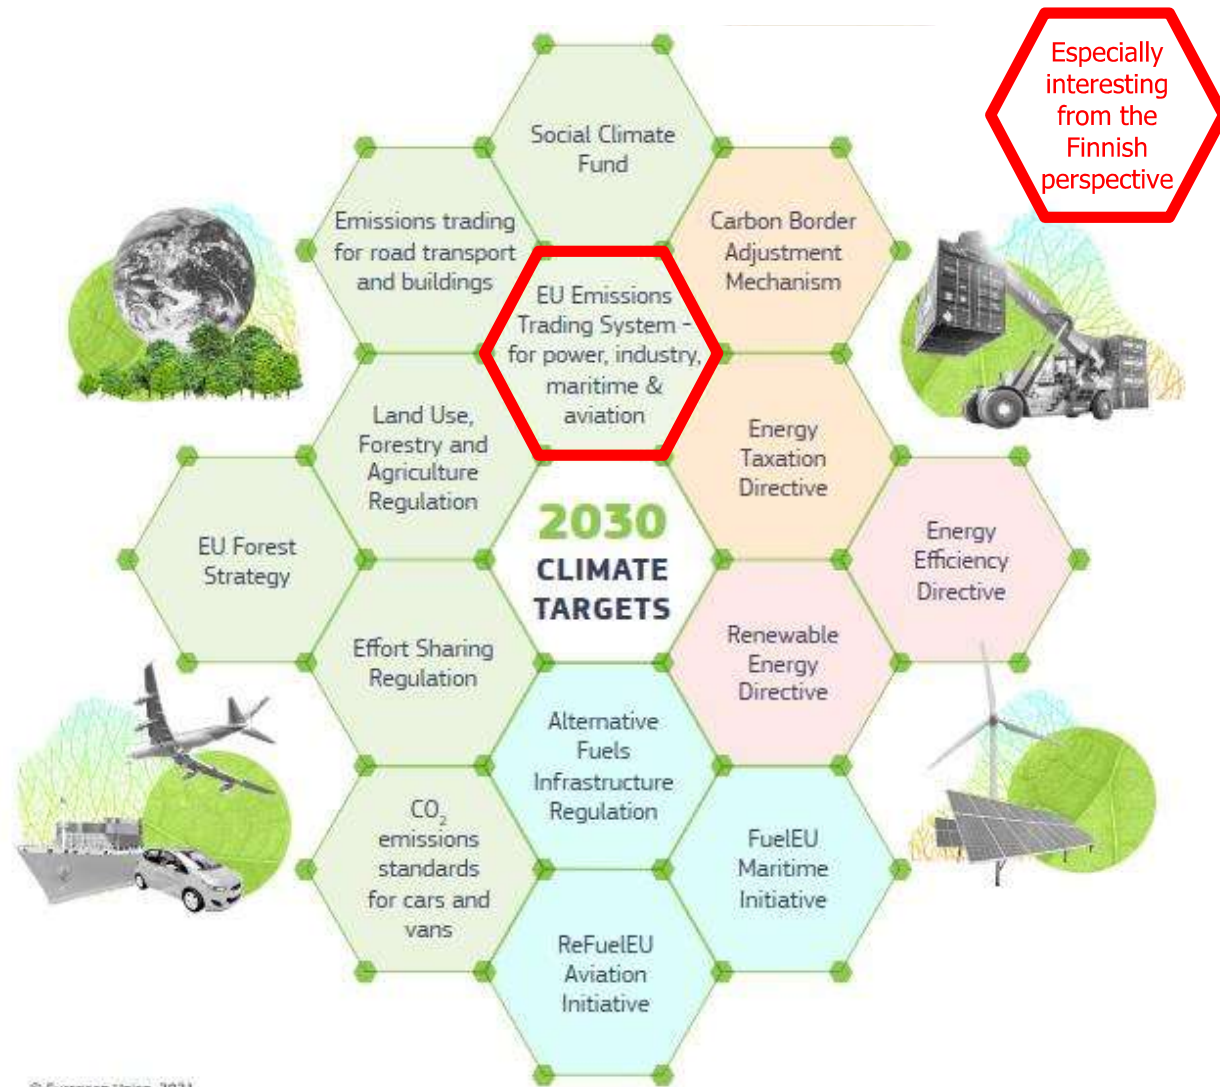 Especially
interesting
from the
Finnish
perspective
Social Climate
Fund
Emissions trading
for road transport
and buildings
Carbon Border
Adjustment
Mechanism
EU Emissions
Trading System -
for power, industry,
maritime &
aviation
Land Use,
Forestry and
Agriculture
Regulation
Energy
Taxation
Directive
2030
CLIMATE
TARGETS
EU Forest
Strategy
Energy
Efficiency
Directive
Effort Sharing
Regulation
Renewable
Energy
Directive
Alternative
Fuels
Infrastructure
Regulation
CO₂
emissions
standards
for cars and
vans
FuelEU
Maritime
Initiative
ReFuelEU
Aviation
Initiative